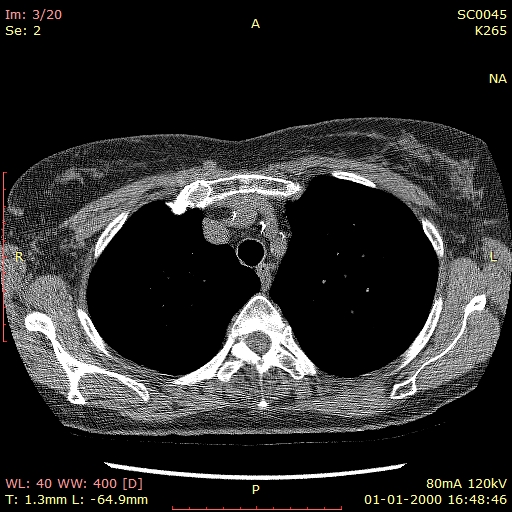 Im: 3/20
Se: 2
A
SC0045
K265
NA
R
L
WL: 40 WW: 400 [D]
T: 1.3mm L: -64.9mm
P
80mA 120kV
01-01-2000 16:48:46